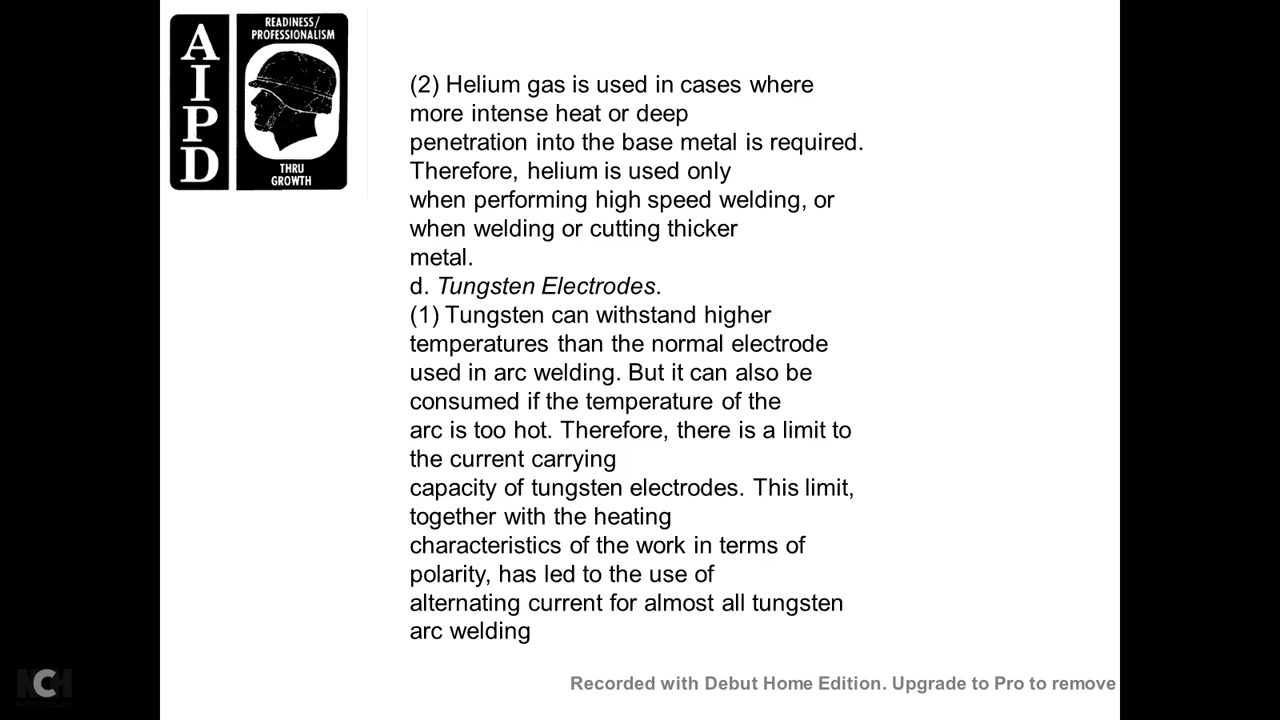 A
I
P
D
READINESS/
PROFESSIONALISM
THRU
GROWTH
(2) Helium gas is used in cases where
more intense heat or deep
penetration into the base metal is required.
Therefore, helium is used only
when performing high speed welding, or
when welding or cutting thicker
metal.
d. Tungsten Electrodes.
(1) Tungsten can withstand higher
temperatures than the normal electrode
used in arc welding. But it can also be
consumed if the temperature of the
arc is too hot. Therefore, there is a limit to
the current carrying
capacity of tungsten electrodes. This limit,
together with the heating
characteristics of the work in terms of
polarity, has led to the use of
alternating current for almost all tungsten
arc welding
NCH
NCH Software
Recorded with Debut Home Edition. Upgrade to Pro to remove